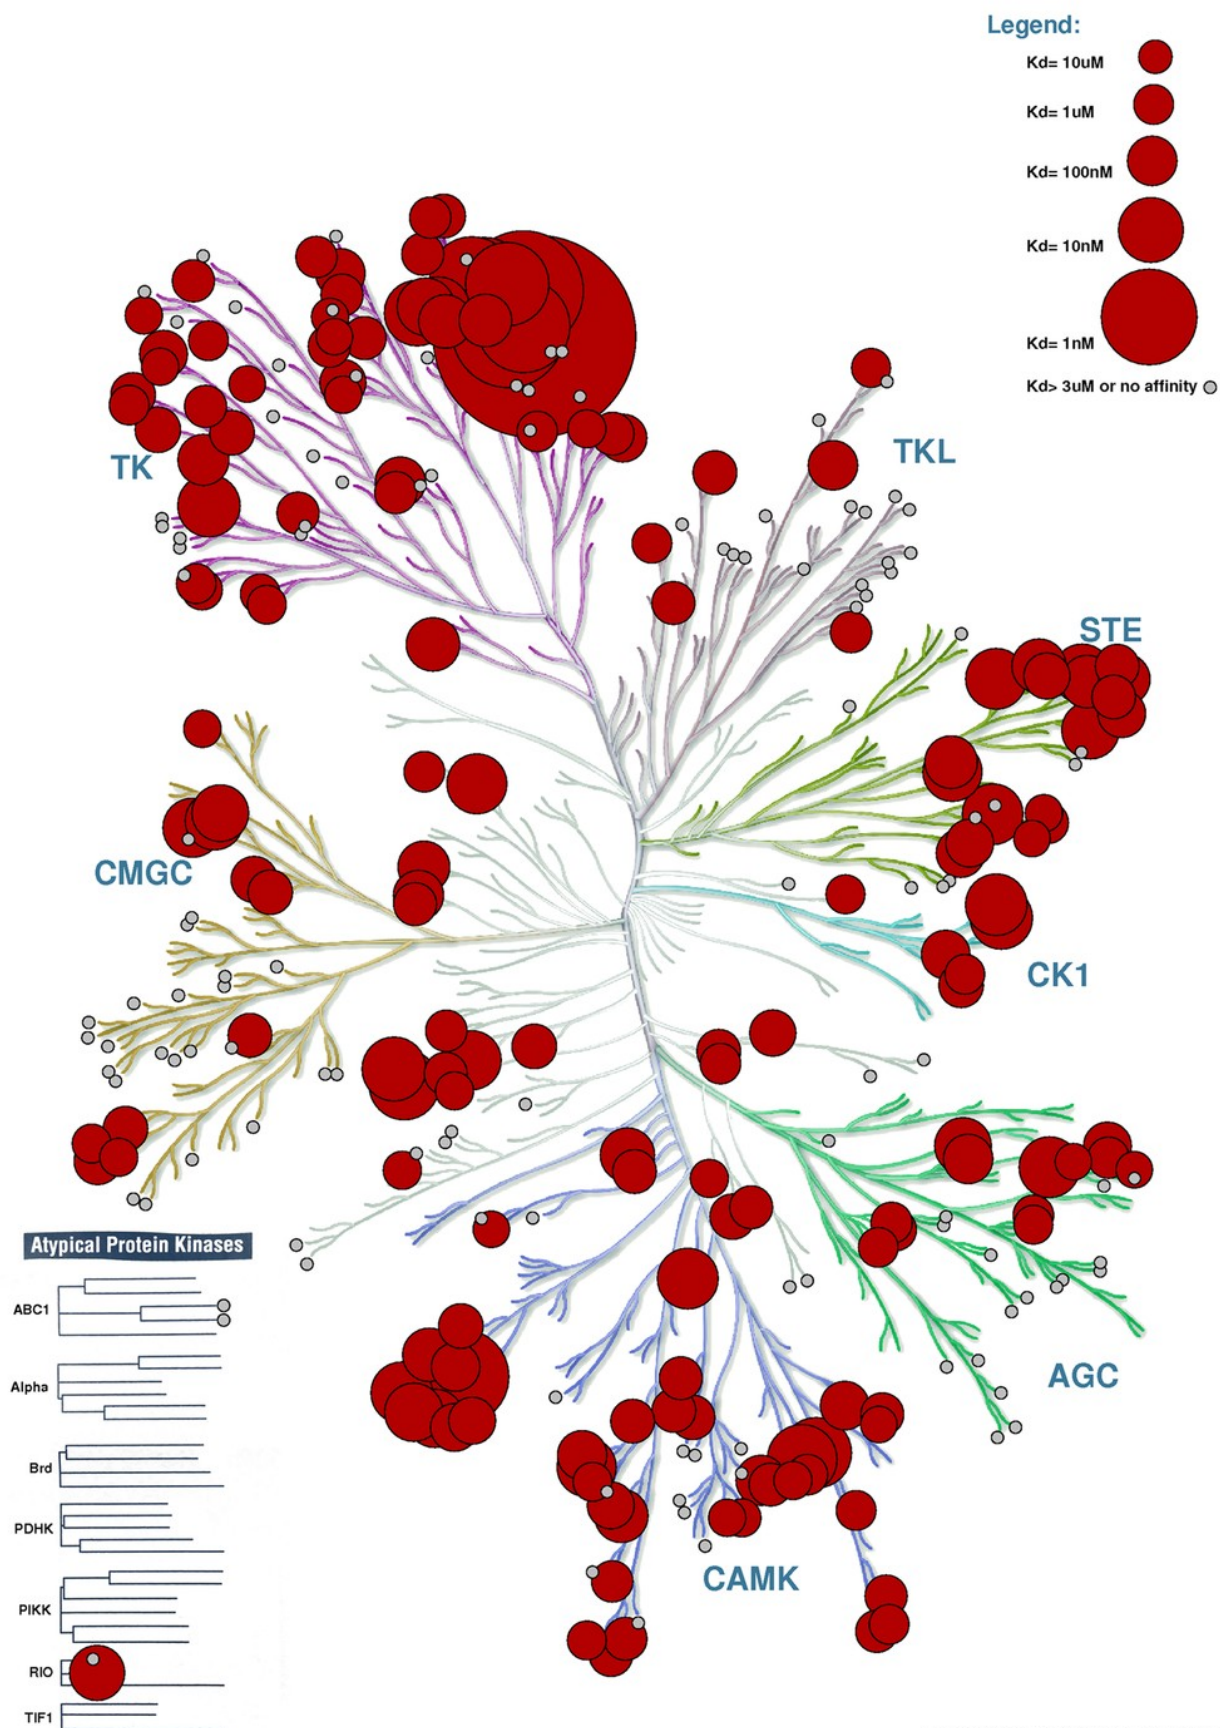 Legend:
Kd= 10uM
Kd= 1uM
Kd= 100nM
Kd= 10nM
Kd= 1nM
Kd> 3uM or no affinity
TK
TKL
STE
CMGC
CK1
AGC
CAMK
Atypical Protein Kinases
ABC1
Alpha
Brd
PDHK
PIKK
RIO
TIF1